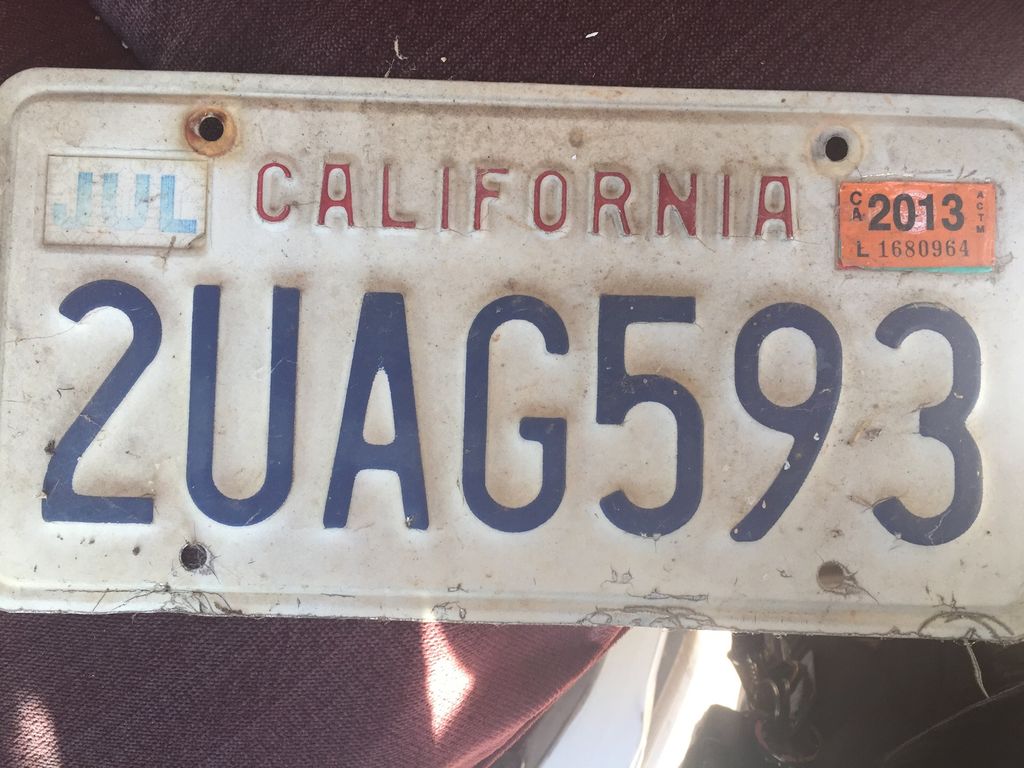 JUL
CALIFORNIA
CA 2013 ACTM
L 1680964
2UAG593